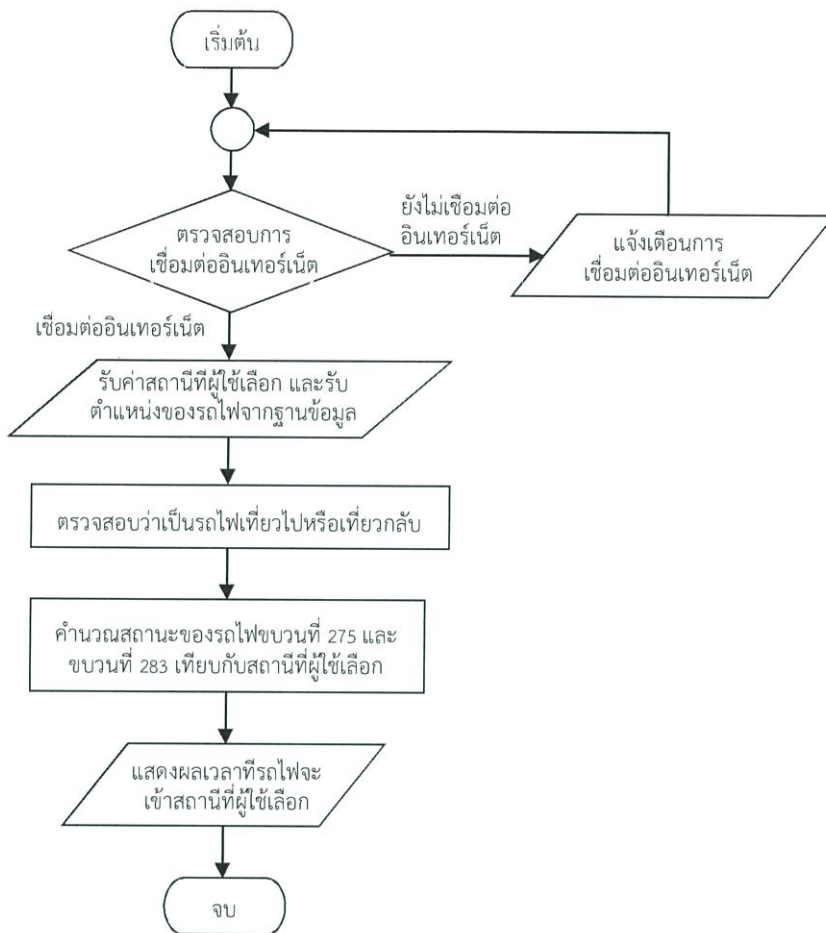 เริ่มต้น
ตรวจสอบการ
เชื่อมต่ออินเทอร์เน็ต
ยังไม่เชื่อมต่อ
อินเทอร์เน็ต
แจ้งเตือนการ
เชื่อมต่ออินเทอร์เน็ต
เชื่อมต่ออินเทอร์เน็ต
รับค่าสถานีที่ผู้ใช้เลือก และรับ
ตำแหน่งของรถไฟจากฐานข้อมูล
ตรวจสอบว่าเป็นรถไฟเที่ยวไปหรือเที่ยวกลับ
คำนวณสถานะของรถไฟขบวนที่ 275 และ
ขบวนที่ 283 เทียบกับสถานีที่ผู้ใช้เลือก
แสดงผลเวลาที่รถไฟจะ
เข้าสถานีที่ผู้ใช้เลือก
จบ